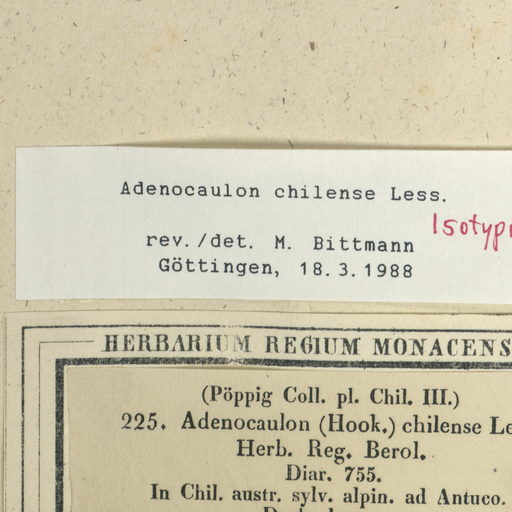 Adenocaulon chilense Less.
Isotype
rev./det. M. Bittmann
Göttingen, 18.3.1988
HERBARIUM REGIUM MONACENS
(Pöppig Coll. pl. Chil. III.)
225. Adenocaulon (Hook.) chilense Le
Herb. Reg. Berol.
Diar. 755.
In Chil. austr. sylv. alpin. ad Antuco.